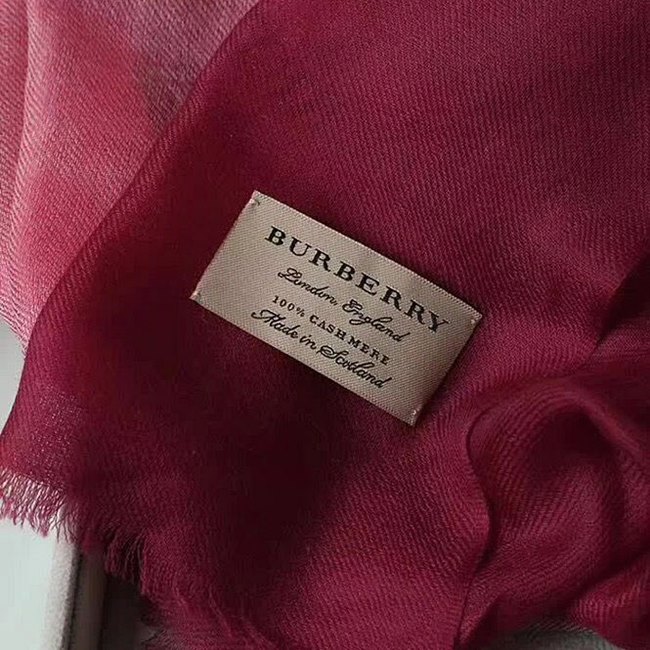 BURBERRY
London, England
100% CASHMERE
Made in Scotland